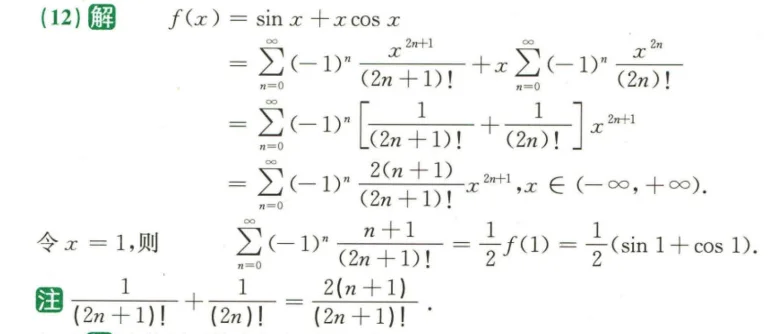 (12) 解 f(x) = sin x + x cos x
= ∑_{n=0}^{∞} (−1)^n x^{2n+1}/(2n+1)! + x ∑_{n=0}^{∞} (−1)^n x^{2n}/(2n)!
= ∑_{n=0}^{∞} (−1)^n [1/(2n+1)! + 1/(2n)!] x^{2n+1}
= ∑_{n=0}^{∞} (−1)^n 2(n+1)/(2n+1)! x^{2n+1}, x ∈ (−∞, +∞).
令 x = 1,则 ∑_{n=0}^{∞} (−1)^n (n+1)/(2n+1)! = 1/2 f(1) = 1/2 (sin 1 + cos 1).
注 1/(2n+1)! + 1/(2n)! = 2(n+1)/(2n+1)! .